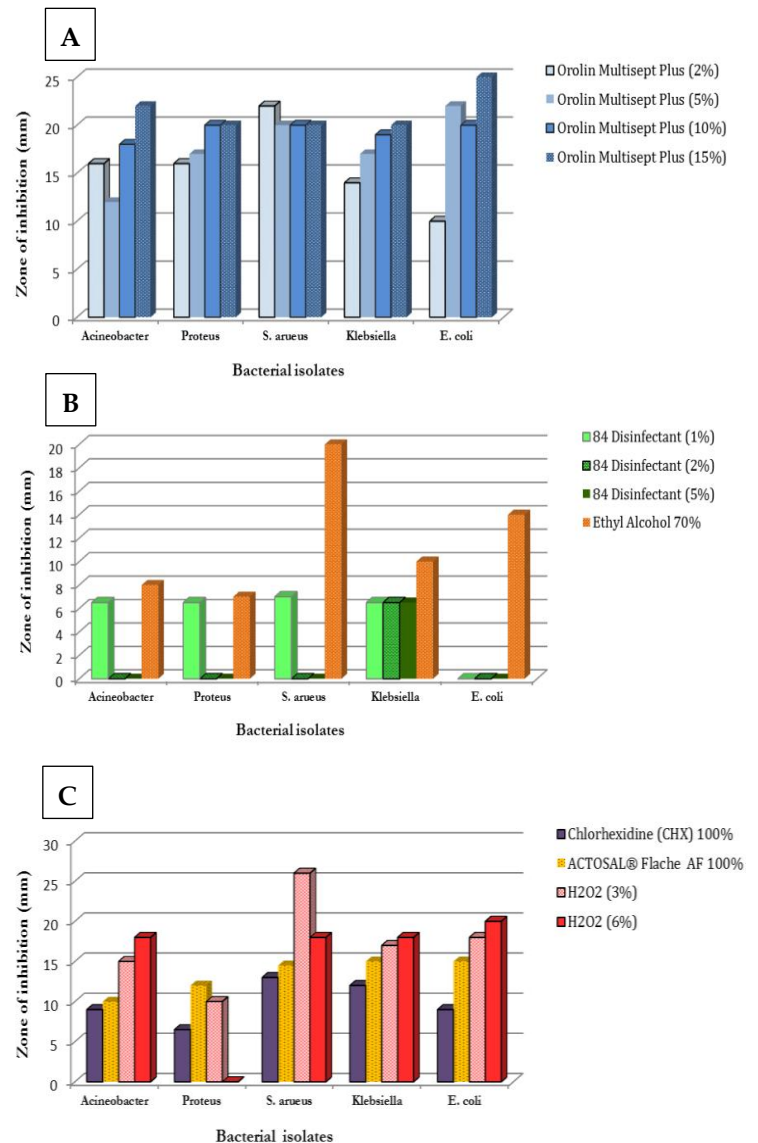 A
Zone of inhibition (mm)
25
20
15
10
5
0
Acineobacter Proteus S. arueus Klebsiella E. coli
Bacterial isolates
Orolin Multisept Plus (2%)
Orolin Multisept Plus (5%)
Orolin Multisept Plus (10%)
Orolin Multisept Plus (15%)
B
Zone of inhibition (mm)
20
18
16
14
12
10
8
6
4
2
0
Acineobacter Proteus S. arueus Klebsiella E. coli
Bacterial isolates
84 Disinfectant (1%)
84 Disinfectant (2%)
84 Disinfectant (5%)
Ethyl Alcohol 70%
C
Zone of inhibition (mm)
30
25
20
15
10
5
0
Acineobacter Proteus S. arueus Klebsiella E. coli
Bacterial isolates
Chlorhexidine (CHX) 100%
ACTOSAL® Flache AF 100%
H2O2 (3%)
H2O2 (6%)